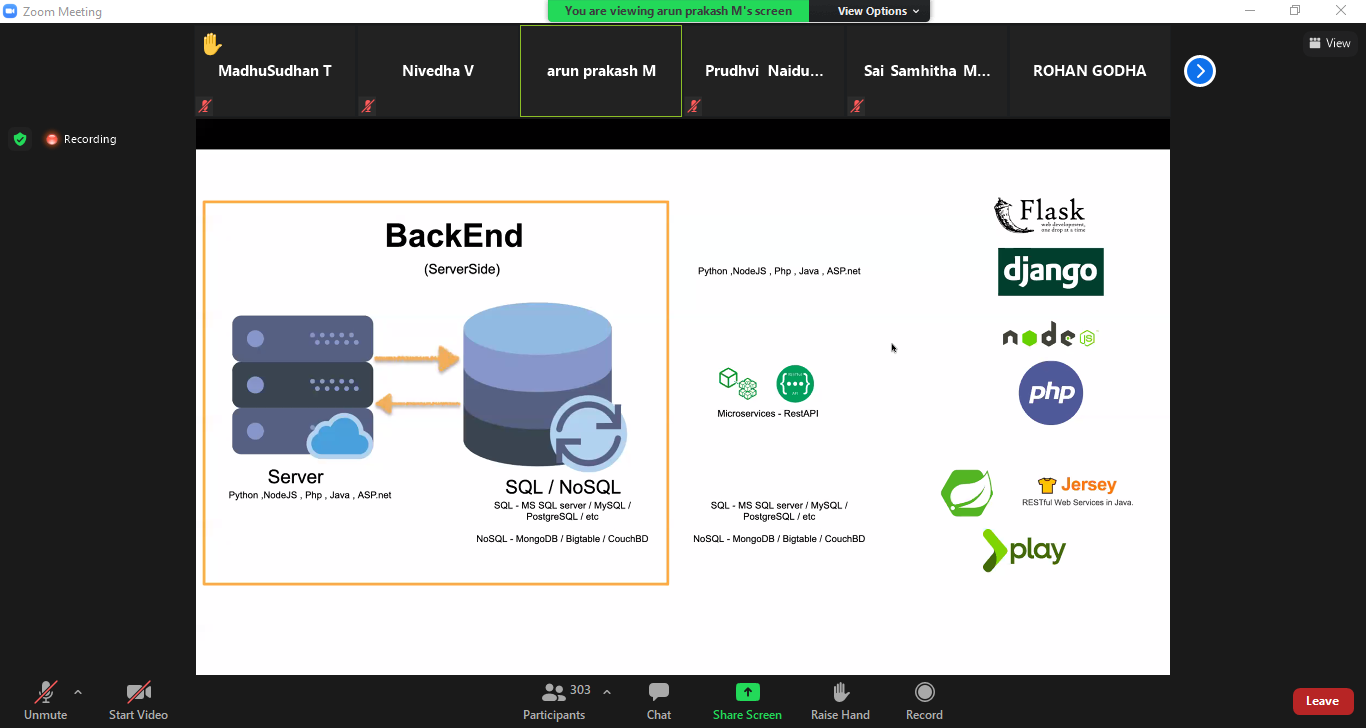 Zoom Meeting
You are viewing arun prakash M's screen
View Options
MadhuSudhan T
Nivedha V
arun prakash M
Prudhvi Naidu...
Sai Samhitha M...
ROHAN GODHA
View
Recording
BackEnd
(ServerSide)
Server
Python ,NodeJS , Php , Java , ASP.net
SQL / NoSQL
SQL - MS SQL server / MySQL /
PostgreSQL / etc
NoSQL - MongoDB / Bigtable / CouchBD
Python ,NodeJS , Php , Java , ASP.net
Microservices - RestAPI
SQL - MS SQL server / MySQL /
PostgreSQL / etc
NoSQL - MongoDB / Bigtable / CouchBD
Flask
web development,
one drop at a time
django
node
JS
php
Jersey
RESTful Web Services in Java.
play
Unmute
Start Video
303
Participants
Chat
Share Screen
Raise Hand
Record
Leave